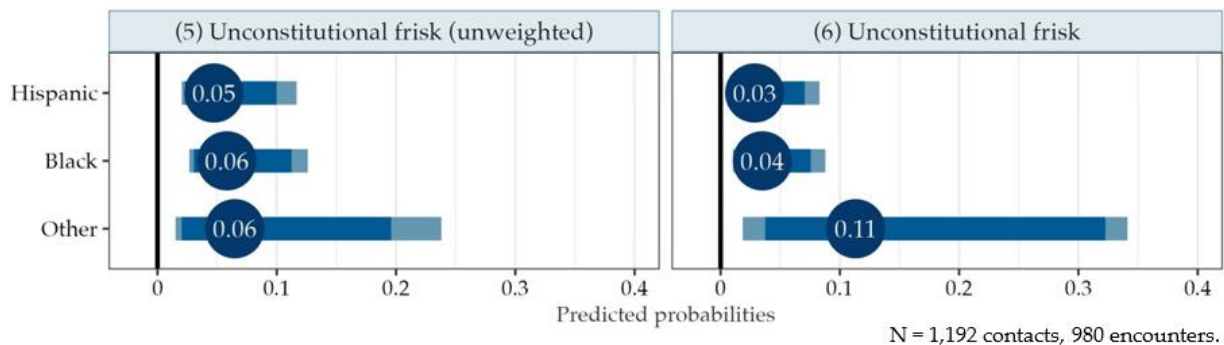 (5) Unconstitutional frisk (unweighted)
(6) Unconstitutional frisk
Hispanic
0.05
0.03
Black
0.06
0.04
Other
0.06
0.11
0 0.1 0.2 0.3 0.4
0 0.1 0.2 0.3 0.4
Predicted probabilities
N = 1,192 contacts, 980 encounters.